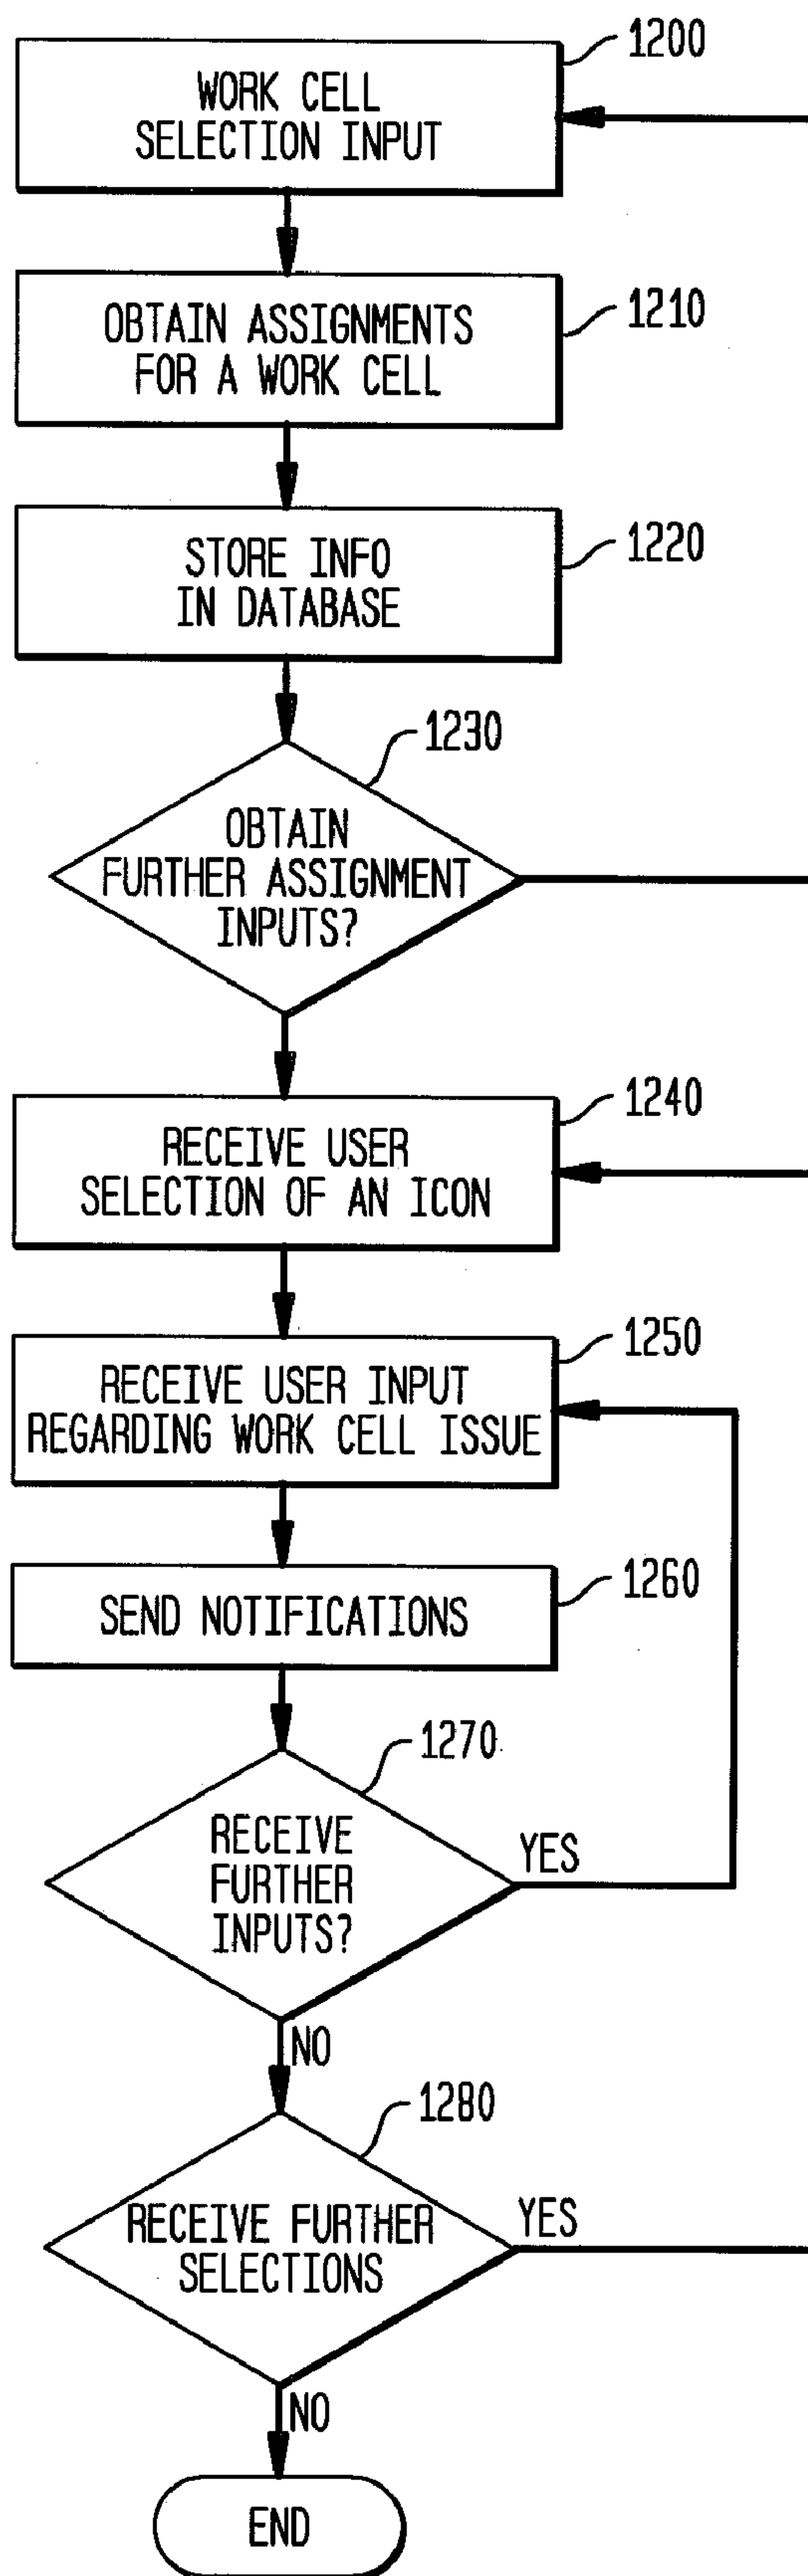 1200
WORK CELL
SELECTION INPUT
1210
OBTAIN ASSIGNMENTS
FOR A WORK CELL
1220
STORE INFO
IN DATABASE
1230
OBTAIN
FURTHER ASSIGNMENT
INPUTS?
1240
RECEIVE USER
SELECTION OF AN ICON
1250
RECEIVE USER INPUT
REGARDING WORK CELL ISSUE
1260
SEND NOTIFICATIONS
1270
RECEIVE
FURTHER
INPUTS?
YES
NO
1280
RECEIVE FURTHER
SELECTIONS
YES
NO
END